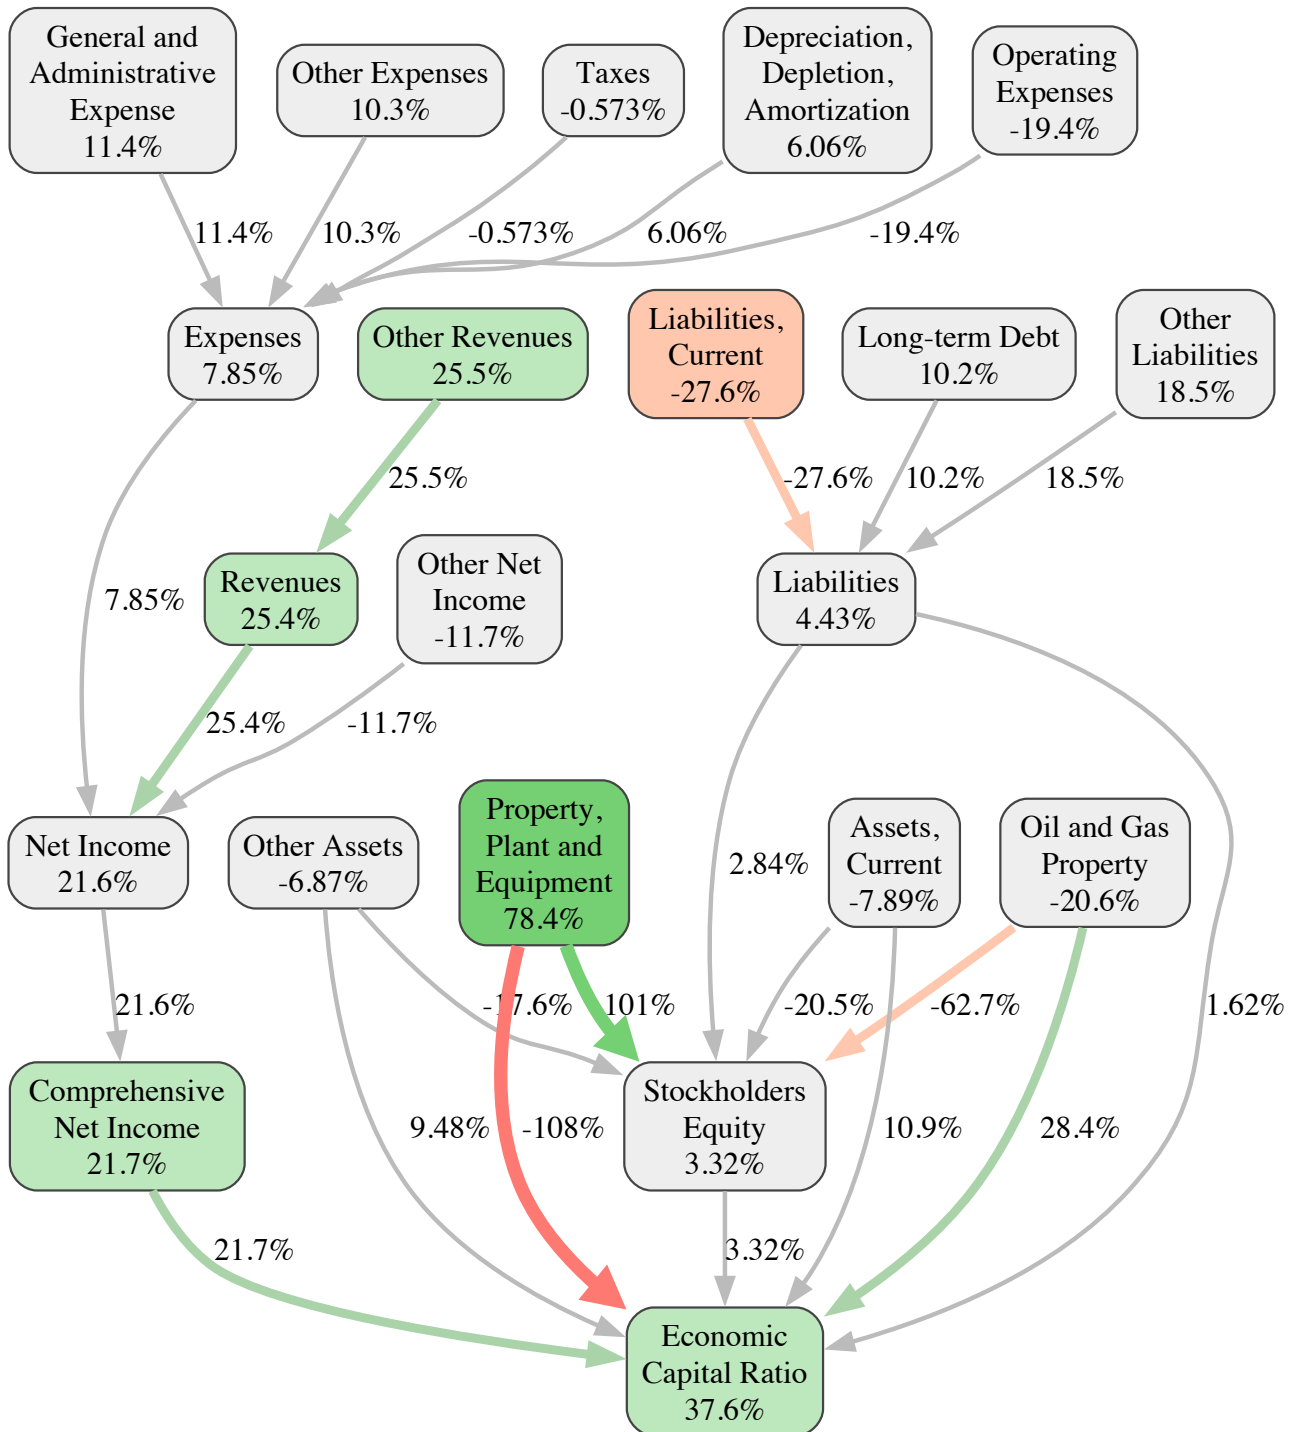 General and
Administrative
Expense
11.4%
Other Expenses
10.3%
Taxes
-0.573%
Depreciation,
Depletion,
Amortization
6.06%
Operating
Expenses
-19.4%
11.4%
10.3%
-0.573%
6.06%
-19.4%
Expenses
7.85%
Other Revenues
25.5%
Liabilities,
Current
-27.6%
Long-term Debt
10.2%
Other
Liabilities
18.5%
25.5%
-27.6%
10.2%
18.5%
7.85%
Revenues
25.4%
Other Net
Income
-11.7%
Liabilities
4.43%
25.4%
-11.7%
Net Income
21.6%
Other Assets
-6.87%
Property,
Plant and
Equipment
78.4%
2.84%
Assets,
Current
-7.89%
Oil and Gas
Property
-20.6%
21.6%
-17.6%
101%
-20.5%
-62.7%
1.62%
Comprehensive
Net Income
21.7%
9.48%
-108%
Stockholders
Equity
3.32%
10.9%
28.4%
21.7%
3.32%
Economic
Capital Ratio
37.6%